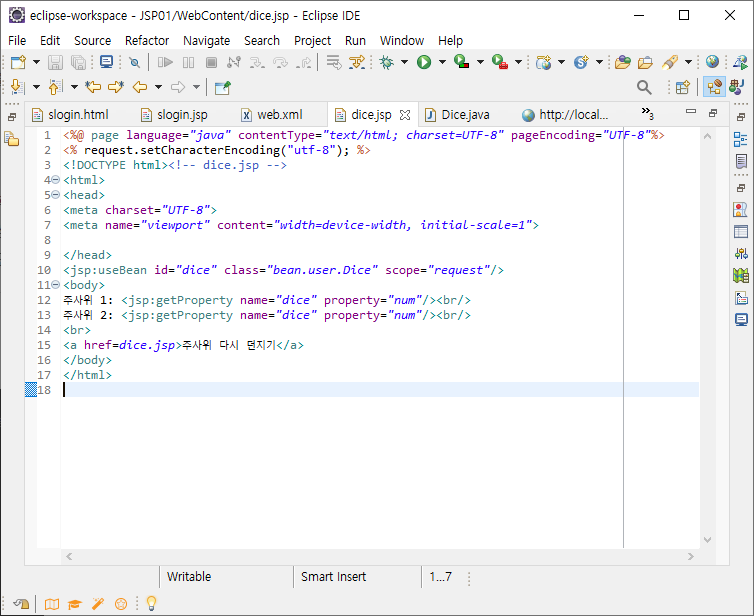 eclipse-workspace - JSP01/WebContent/dice.jsp - Eclipse IDE
File Edit Source Refactor Navigate Search Project Run Window Help
slogin.html slogin.jsp web.xml dice.jsp Dice.java http://local... »3
1 <%@ page language="java" contentType="text/html; charset=UTF-8" pageEncoding="UTF-8"%>
2 <% request.setCharacterEncoding("utf-8"); %>
3 <!DOCTYPE html><!-- dice.jsp -->
4 <html>
5 <head>
6 <meta charset="UTF-8">
7 <meta name="viewport" content="width=device-width, initial-scale=1">
8
9 </head>
10 <jsp:useBean id="dice" class="bean.user.Dice" scope="request"/>
11 <body>
12 주사위 1: <jsp:getProperty name="dice" property="num"/><br/>
13 주사위 2: <jsp:getProperty name="dice" property="num"/><br/>
14 <br>
15 <a href=dice.jsp>주사위 다시 던지기</a>
16 </body>
17 </html>
18
Writable Smart Insert 1...7